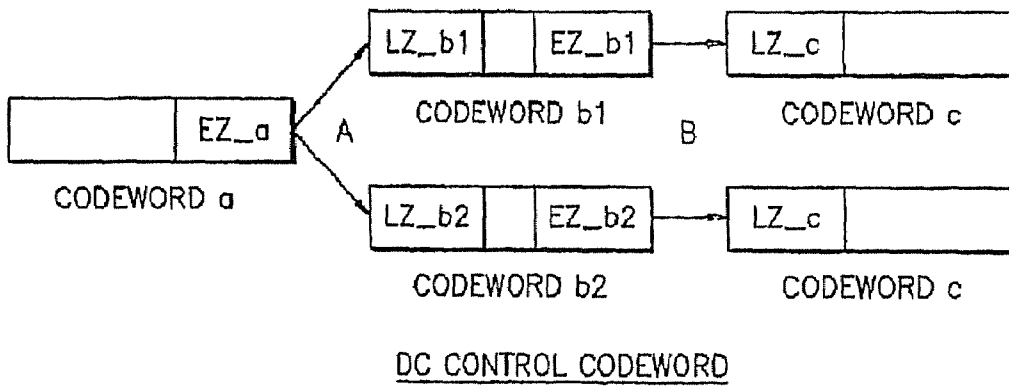 LZ_b1 EZ_b1 LZ_c
CODEWORD b1 CODEWORD c
EZ_a A B
CODEWORD a
LZ_b2 EZ_b2 LZ_c
CODEWORD b2 CODEWORD c
DC CONTROL CODEWORD